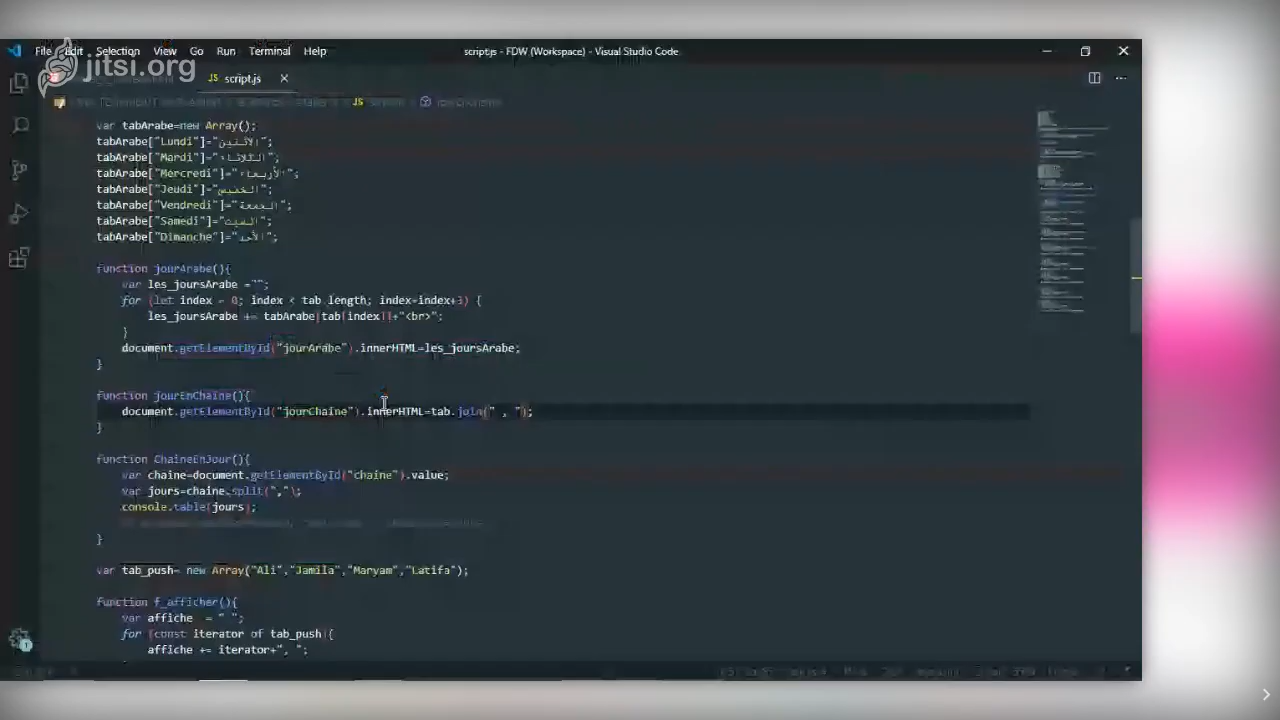 File Edit Selection View Go Run Terminal Help
script.js - FDW (Workspace) - Visual Studio Code
jitsi.org
JS script.js
var tabArabe=new Array();
tabArabe["Lundi"]="الاثنين";
tabArabe["Mardi"]="الثلاثاء";
tabArabe["Mercredi"]="الأربعاء";
tabArabe["Jeudi"]="الخميس";
tabArabe["Vendredi"]="الجمعة";
tabArabe["Samedi"]="السبت";
tabArabe["Dimanche"]="الأحد";
function jourArabe(){
var les_joursArabe ="";
for (let index = 0; index < tab.length; index=index+1) {
les_joursArabe += tabArabe[tab[index]]+"<br>";
}
document.getElementById("jourArabe").innerHTML=les_joursArabe;
}
function jourEnChaine(){
document.getElementById("jourChaine").innerHTML=tab.join(" , ");
}
function ChaineEnJour(){
var chaine=document.getElementById("chaine").value;
var jours=chaine.split(",");
console.table(jours);
}
var tab_push= new Array("Ali","Jamila","Maryam","Latifa");
function f_afficher(){
var affiche = " ";
for (const iterator of tab_push){
affiche += iterator+", ";